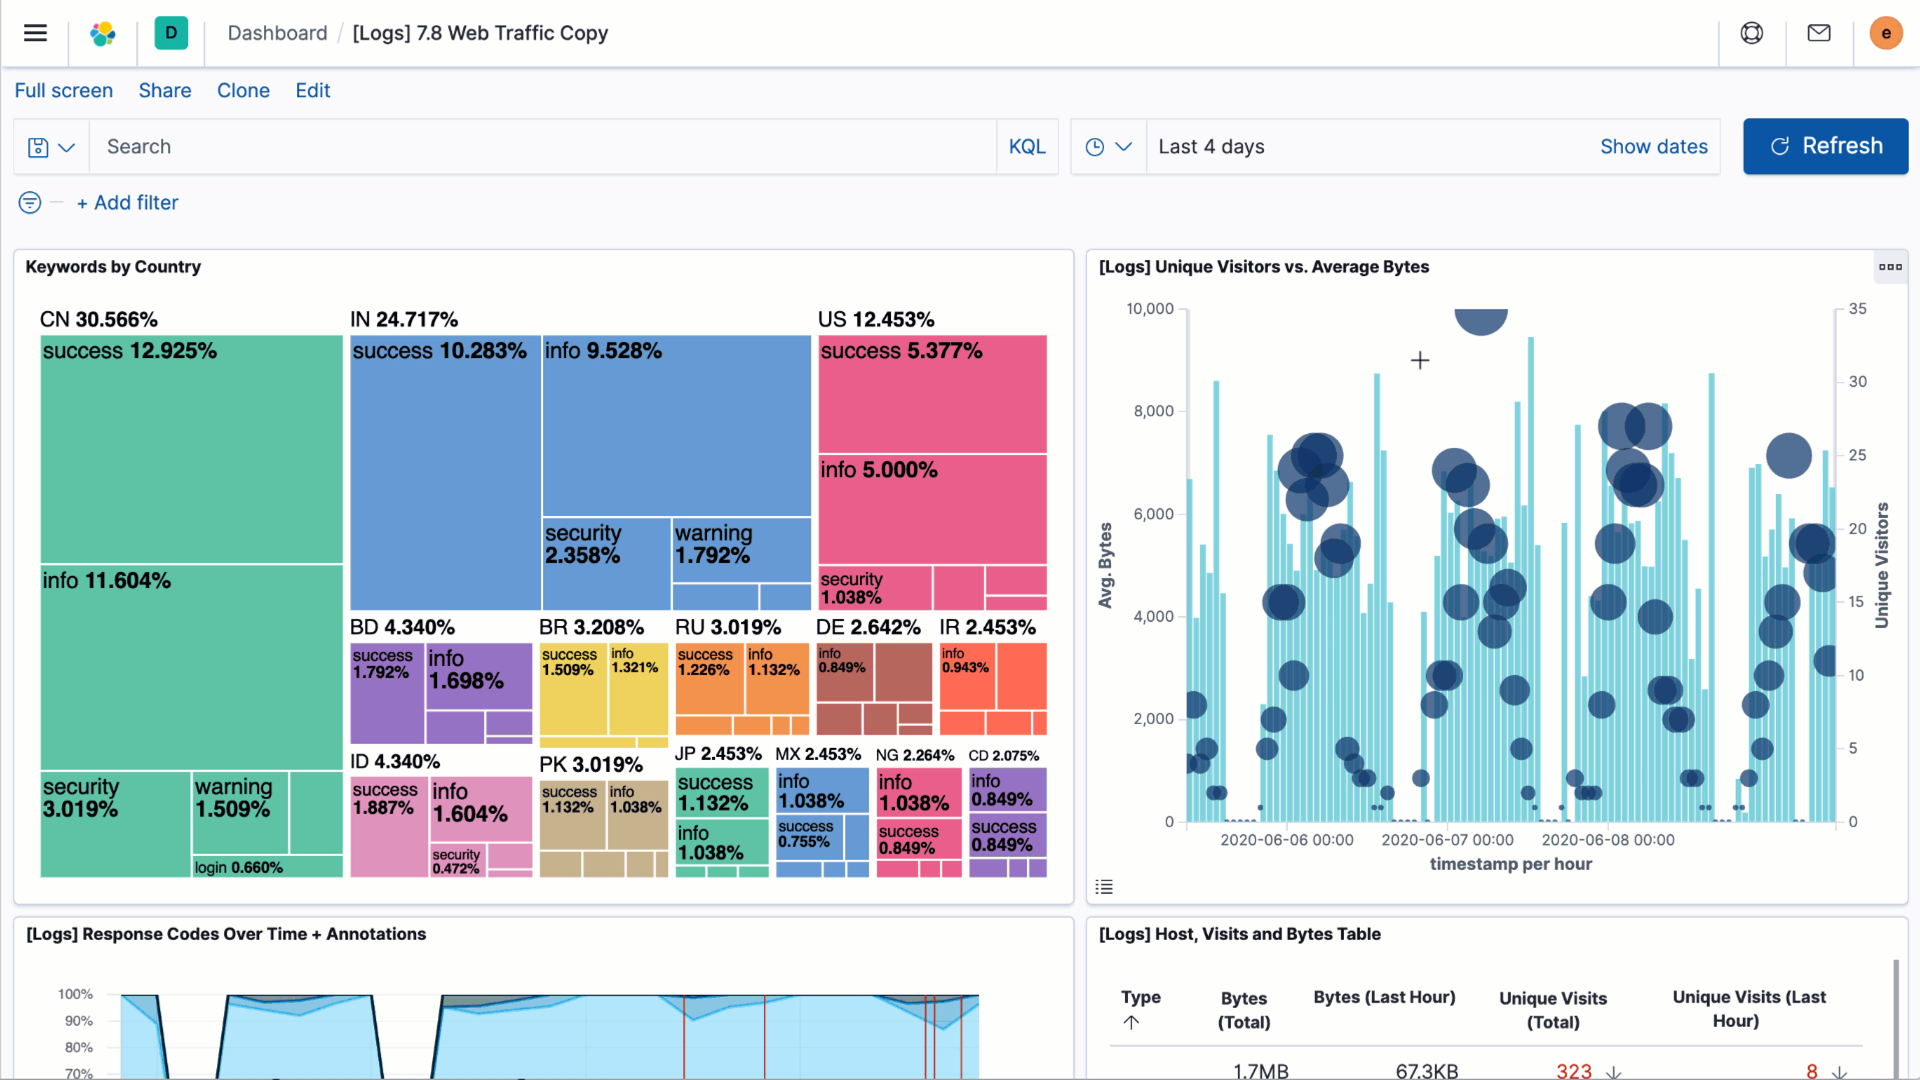 D
Dashboard / [Logs] 7.8 Web Traffic Copy
e
Full screen Share Clone Edit
Search
KQL
Last 4 days
Show dates
Refresh
+ Add filter
Keywords by Country
CN 30.566%
success 12.925%
info 11.604%
security
3.019%
warning
1.509%
login 0.660%
IN 24.717%
success 10.283%
info 9.528%
security
2.358%
warning
1.792%
US 12.453%
success 5.377%
info 5.000%
security
1.038%
BD 4.340%
success
1.792%
info
1.698%
BR 3.208%
success
1.509%
info
1.321%
RU 3.019%
success
1.226%
info
1.132%
DE 2.642%
info
0.849%
IR 2.453%
info
0.943%
ID 4.340%
success
1.887%
info
1.604%
security
0.472%
PK 3.019%
success
1.132%
info
1.038%
JP 2.453%
success
1.132%
info
1.038%
MX 2.453%
info
1.038%
success
0.755%
NG 2.264%
info
1.038%
success
0.849%
CD 2.075%
info
0.849%
success
0.849%
[Logs] Unique Visitors vs. Average Bytes
10,000
8,000
6,000
4,000
2,000
0
Avg. Bytes
35
30
25
20
15
10
5
0
Unique Visitors
2020-06-06 00:00
2020-06-07 00:00
2020-06-08 00:00
timestamp per hour
[Logs] Response Codes Over Time + Annotations
100%
90%
80%
70%
[Logs] Host, Visits and Bytes Table
Type
Bytes
(Total)
Bytes (Last Hour)
Unique Visits
(Total)
Unique Visits (Last
Hour)
1.7MB
67.3KB
323
8